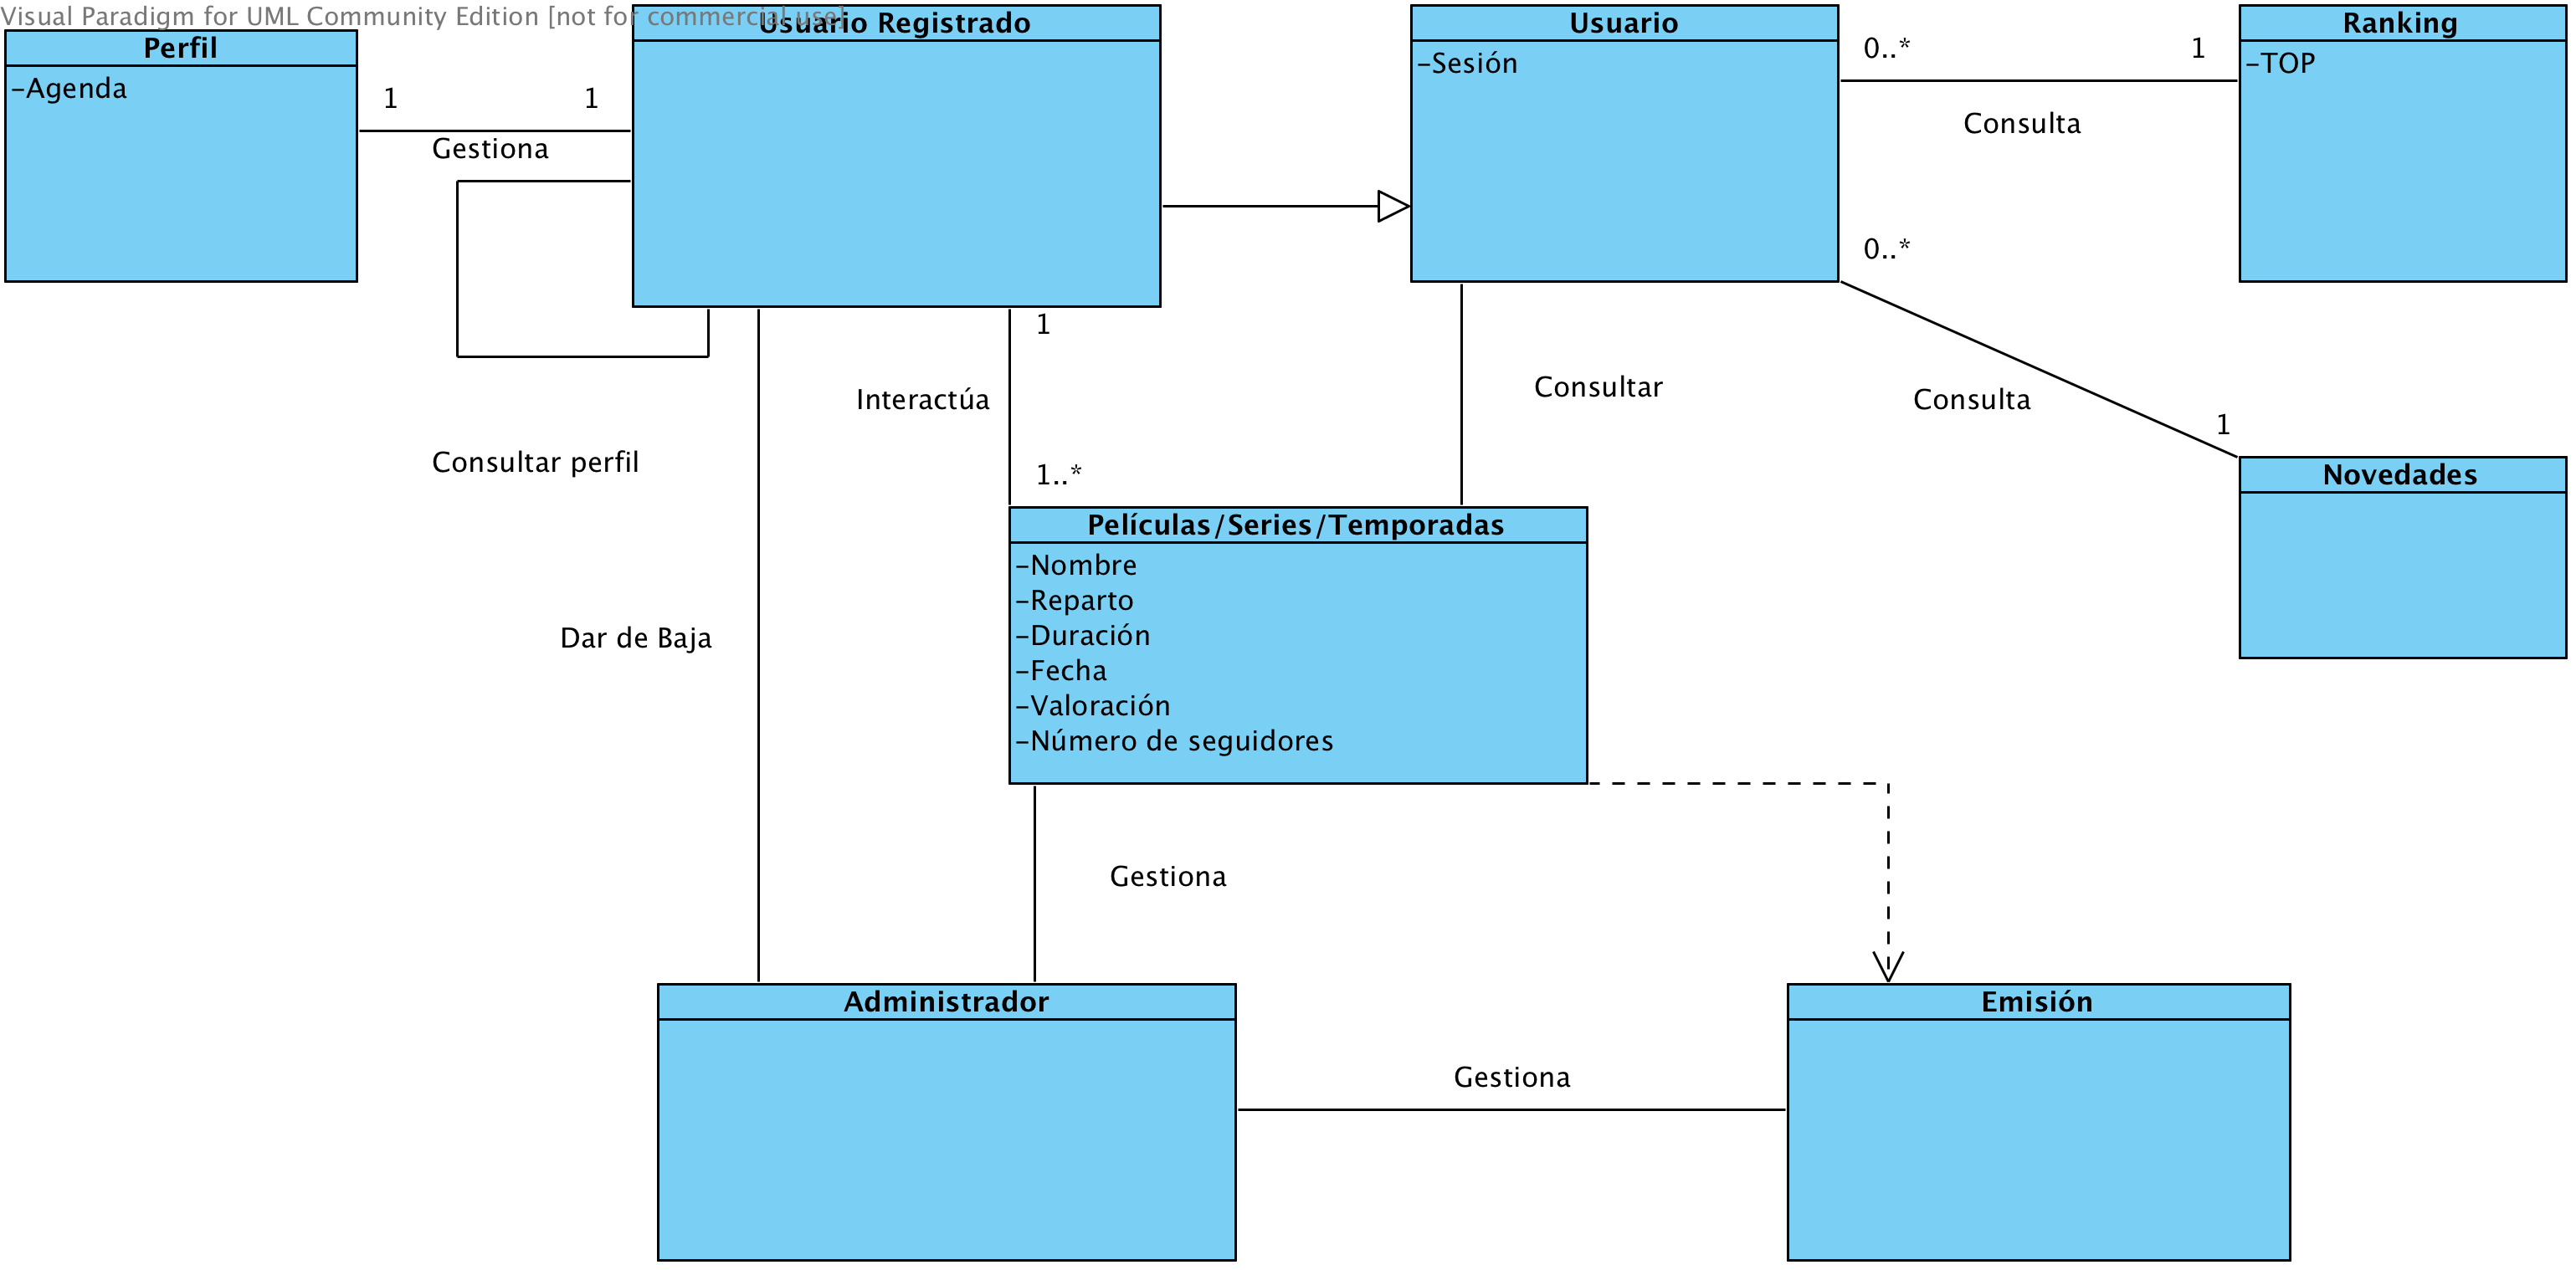 Visual Paradigm for UML Community Edition [not for commercial use]
Perfil
-Agenda
1
1
Gestiona
Usuario Registrado
Usuario
-Sesión
0..*
1
Consulta
Ranking
-TOP
0..*
Consulta
1
Novedades
Consultar perfil
1
Interactúa
1..*
Consultar
Dar de Baja
Películas/Series/Temporadas
-Nombre
-Reparto
-Duración
-Fecha
-Valoración
-Número de seguidores
Gestiona
Administrador
Gestiona
Emisión